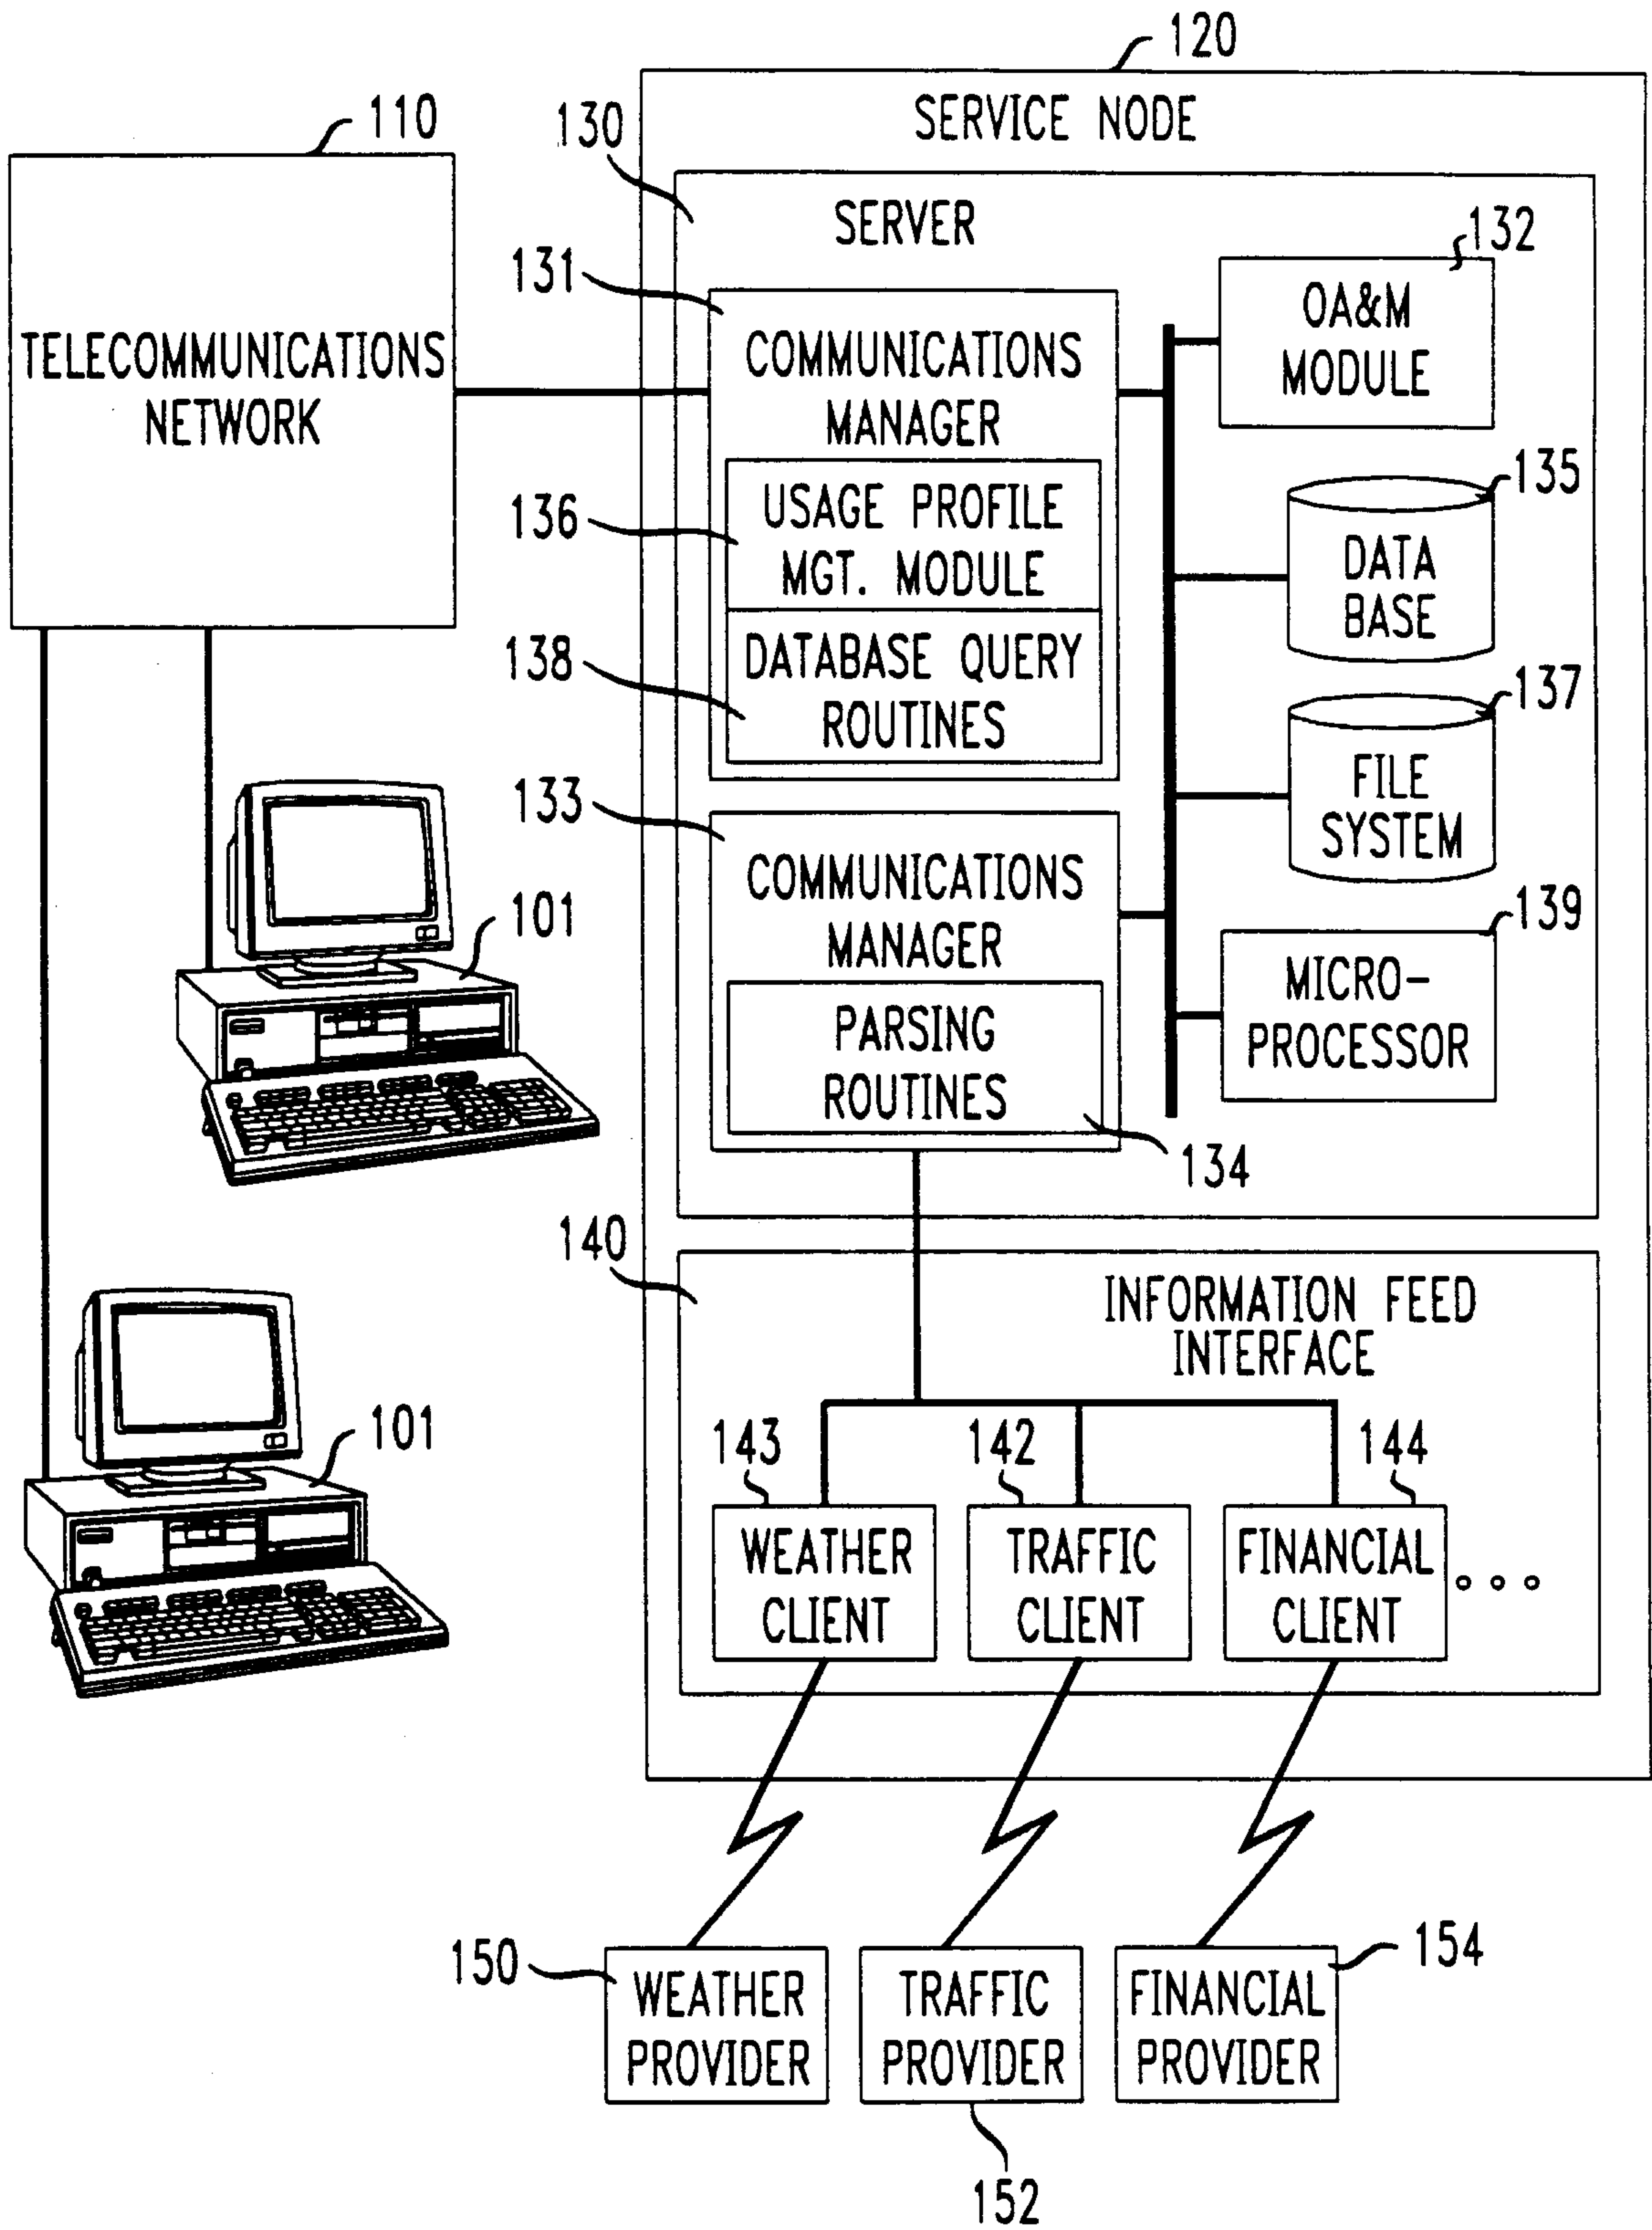 120
SERVICE NODE
110
130
TELECOMMUNICATIONS
NETWORK
SERVER
131
COMMUNICATIONS
MANAGER
136
USAGE PROFILE
MGT. MODULE
138
DATABASE QUERY
ROUTINES
132
OA&M
MODULE
135
DATA
BASE
137
FILE
SYSTEM
133
COMMUNICATIONS
MANAGER
PARSING
ROUTINES
134
139
MICRO-
PROCESSOR
101
101
140
INFORMATION FEED
INTERFACE
143
WEATHER
CLIENT
142
TRAFFIC
CLIENT
144
FINANCIAL
CLIENT
150
WEATHER
PROVIDER
TRAFFIC
PROVIDER
152
154
FINANCIAL
PROVIDER